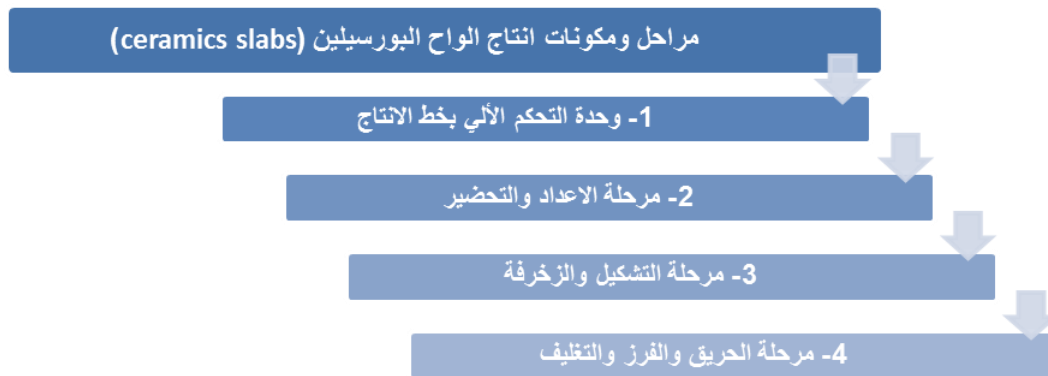 مراحل ومكونات انتاج الواح البورسيلين (ceramics slabs)
1- وحدة التحكم الألي بخط الانتاج
2- مرحلة الاعداد والتحضير
3- مرحلة التشكيل والزخرفة
4- مرحلة الحريق والفرز والتغليف